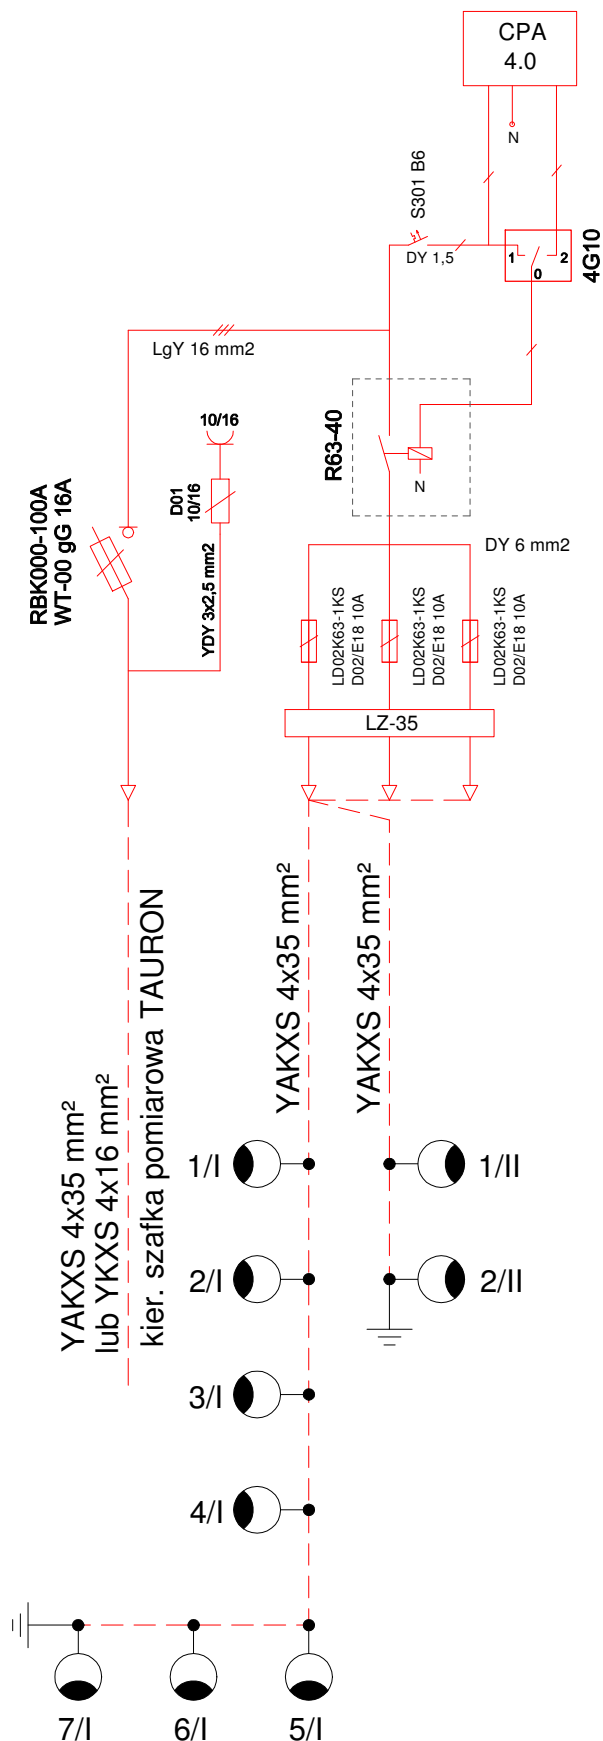 CPA
4.0
N
S301 B6
DY 1,5
1
2
0
4G10
LgY 16 mm2
R63-40
N
10/16
D01
10/16
YDY 3x2,5 mm2
RBK000-100A
WT-00 gG 16A
DY 6 mm2
LD02K63-1KS
D02/E18 10A
LD02K63-1KS
D02/E18 10A
LD02K63-1KS
D02/E18 10A
LZ-35
YAKXS 4x35 mm²
YAKXS 4x35 mm²
YAKXS 4x35 mm²
lub YKXS 4x16 mm²
kier. szafka pomiarowa TAURON
1/I
1/II
2/I
2/II
3/I
4/I
7/I
6/I
5/I